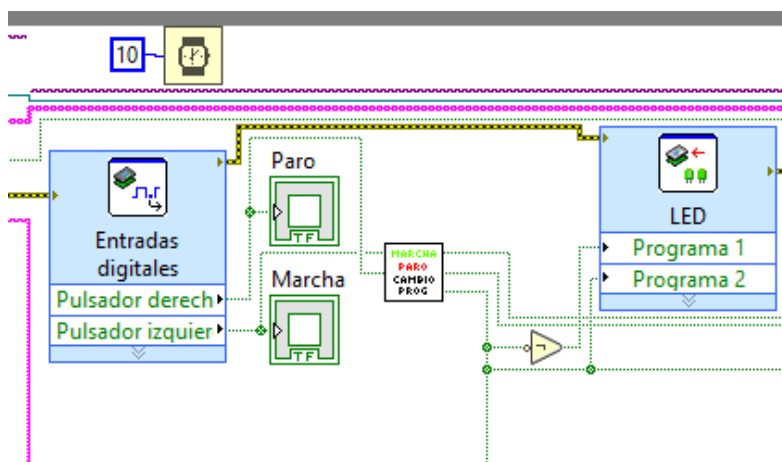 10
Paro
TF
Entradas
digitales
Pulsador derech
Pulsador izquier
Marcha
TF
MARCHA
PARO
CAMBIO
PROG
LED
Programa 1
Programa 2